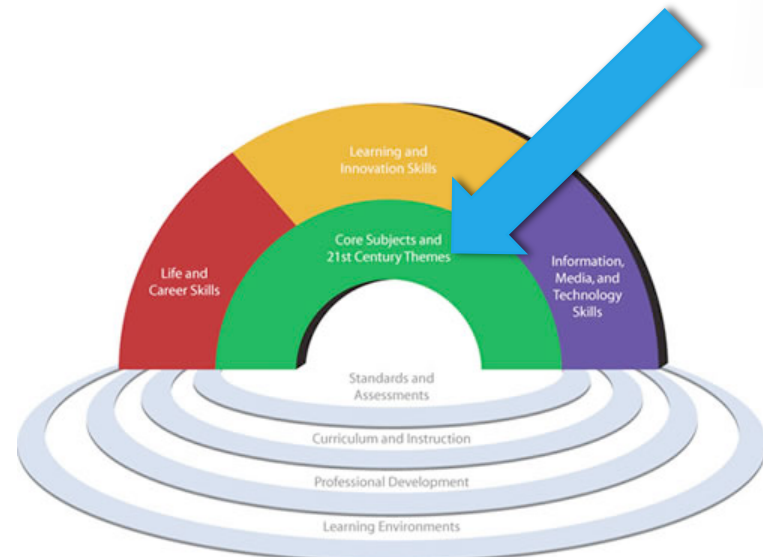 Learning and
Innovation Skills
Core Subjects and
21st Century Themes
Life and
Career Skills
Information,
Media, and
Technology
Skills
Standards and
Assessments
Curriculum and Instruction
Professional Development
Learning Environments